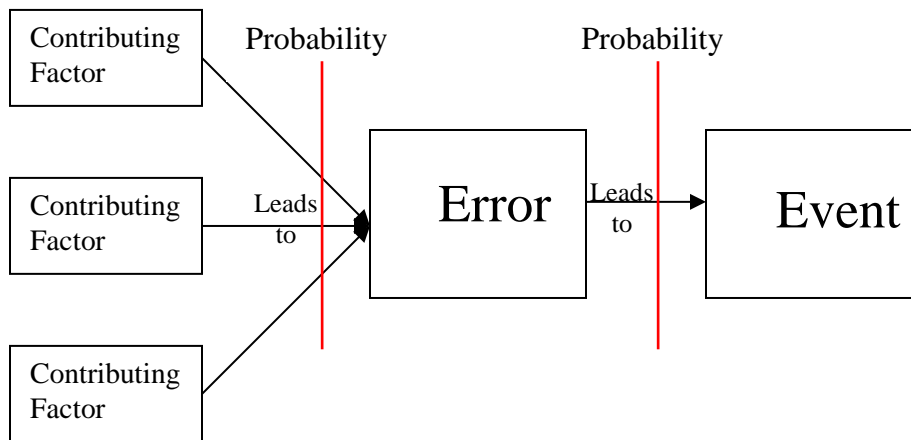 Contributing
Factor
Probability
Probability
Contributing
Factor
Leads
to
Error
Leads
to
Event
Contributing
Factor